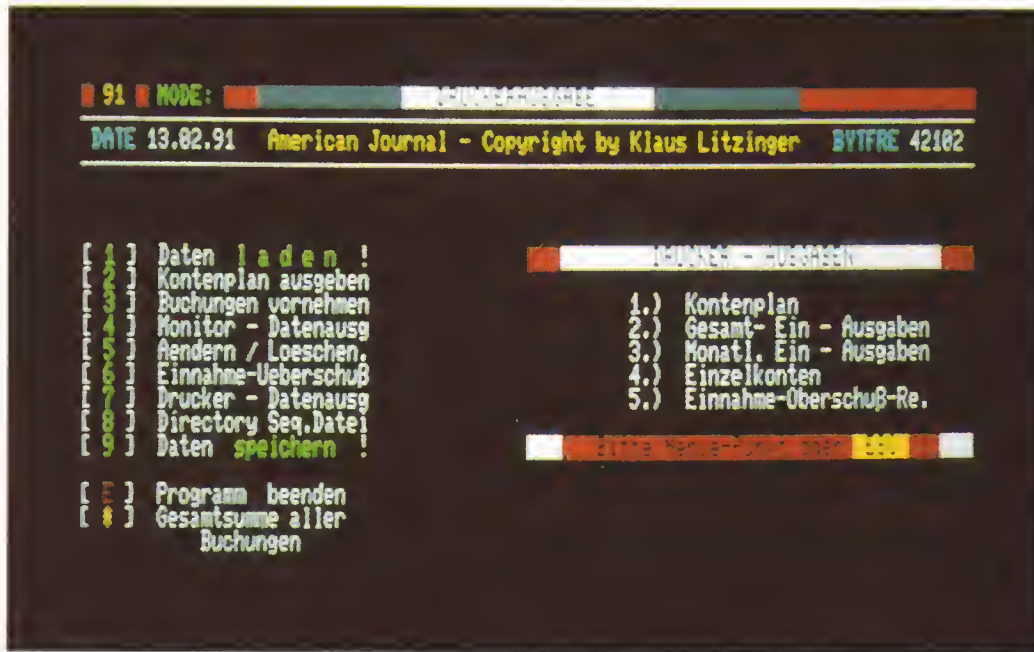 91 MODE:
DATE 13.02.91 American Journal - Copyright by Klaus Litzinger BYTFRE 42102
[ 1 ] Daten l a d e n !
[ 2 ] Kontenplan ausgeben
[ 3 ] Buchungen vornehmen
[ 4 ] Monitor - Datenausg
[ 5 ] Aendern / Loeschen.
[ 6 ] Einnahme-Ueberschuß
[ 7 ] Drucker - Datenausg
[ 8 ] Directory Seq.Datei
[ 9 ] Daten speichern !
[ E ] Programm beenden
[ ] Gesamtsumme aller
Buchungen
DRUCKER - AUSGABEN
1.) Kontenplan
2.) Gesamt- Ein - Ausgaben
3.) Monatl. Ein - Ausgaben
4.) Einzelkonten
5.) Einnahme-Oberschuß-Re.